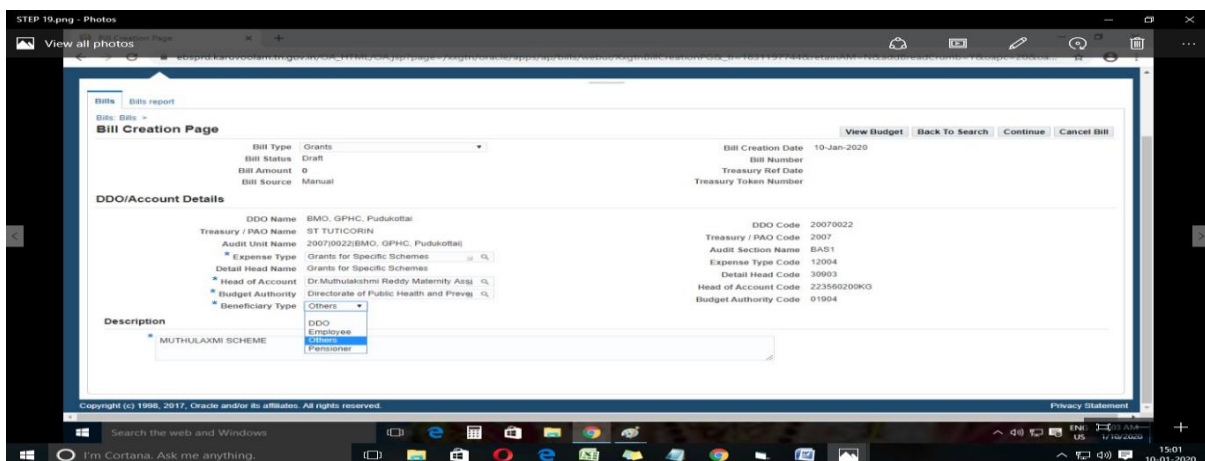 STEP 19.png - Photos
View all photos
Bill Creation Page
Bills Bills report
Bills: Bills >
Bill Creation Page
View Budget Back To Search Continue Cancel Bill
Bill Type Grants
Bill Creation Date 10-Jan-2020
Bill Status Draft
Bill Number
Bill Amount 0
Treasury Ref Date
Bill Source Manual
Treasury Token Number
DDO/Account Details
DDO Name BMO, GPHC, Pudukottai
DDO Code 20070022
Treasury / PAO Name ST TUTICORIN
Treasury / PAO Code 2007
Audit Unit Name 2007|0022|BMO, GPHC, Pudukottai|
Audit Section Name BAS1
* Expense Type Grants for Specific Schemes
Expense Type Code 12004
Detail Head Name Grants for Specific Schemes
Detail Head Code 30903
* Head of Account Dr.Muthulakshmi Reddy Maternity Assi
Head of Account Code 223560200KG
* Budget Authority Directorate of Public Health and Preve
Budget Authority Code 01904
* Beneficiary Type Others
DDO
Employee
Others
Pensioner
Description
* MUTHULAXMI SCHEME
Copyright (c) 1998, 2017, Oracle and/or its affiliates. All rights reserved.
Privacy Statement
Search the web and Windows
ENG
US 1/10/2020
I'm Cortana. Ask me anything.
15:01
10-01-2020